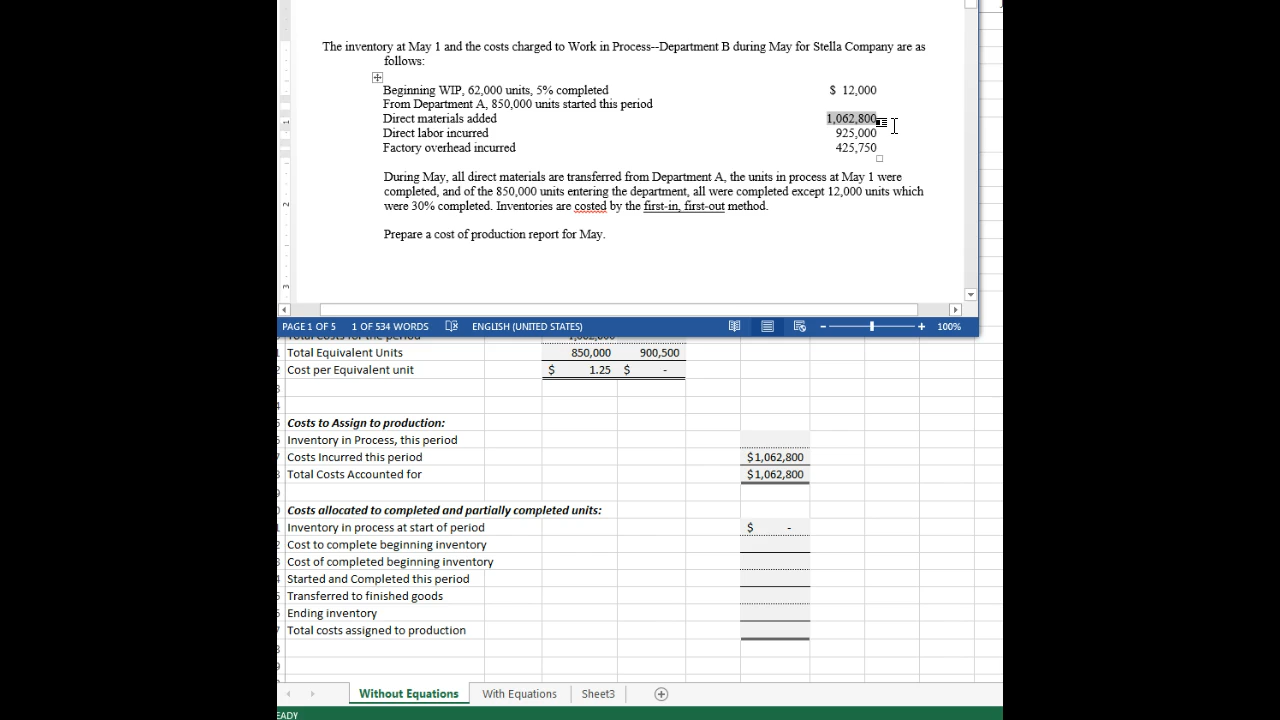 The inventory at May 1 and the costs charged to Work in Process--Department B during May for Stella Company are as
follows:
Beginning WIP, 62,000 units, 5% completed $ 12,000
From Department A, 850,000 units started this period
Direct materials added 1,062,800
Direct labor incurred 925,000
Factory overhead incurred 425,750
During May, all direct materials are transferred from Department A, the units in process at May 1 were
completed, and of the 850,000 units entering the department, all were completed except 12,000 units which
were 30% completed. Inventories are costed by the first-in, first-out method.
Prepare a cost of production report for May.
PAGE 1 OF 5 1 OF 534 WORDS ENGLISH (UNITED STATES) 100%
Total Costs for the period 1,062,800
Total Equivalent Units 850,000 900,500
Cost per Equivalent unit $ 1.25 $ -
Costs to Assign to production:
Inventory in Process, this period
Costs Incurred this period $1,062,800
Total Costs Accounted for $1,062,800
Costs allocated to completed and partially completed units:
Inventory in process at start of period $ -
Cost to complete beginning inventory
Cost of completed beginning inventory
Started and Completed this period
Transferred to finished goods
Ending inventory
Total costs assigned to production
Without Equations With Equations Sheet3
EADY